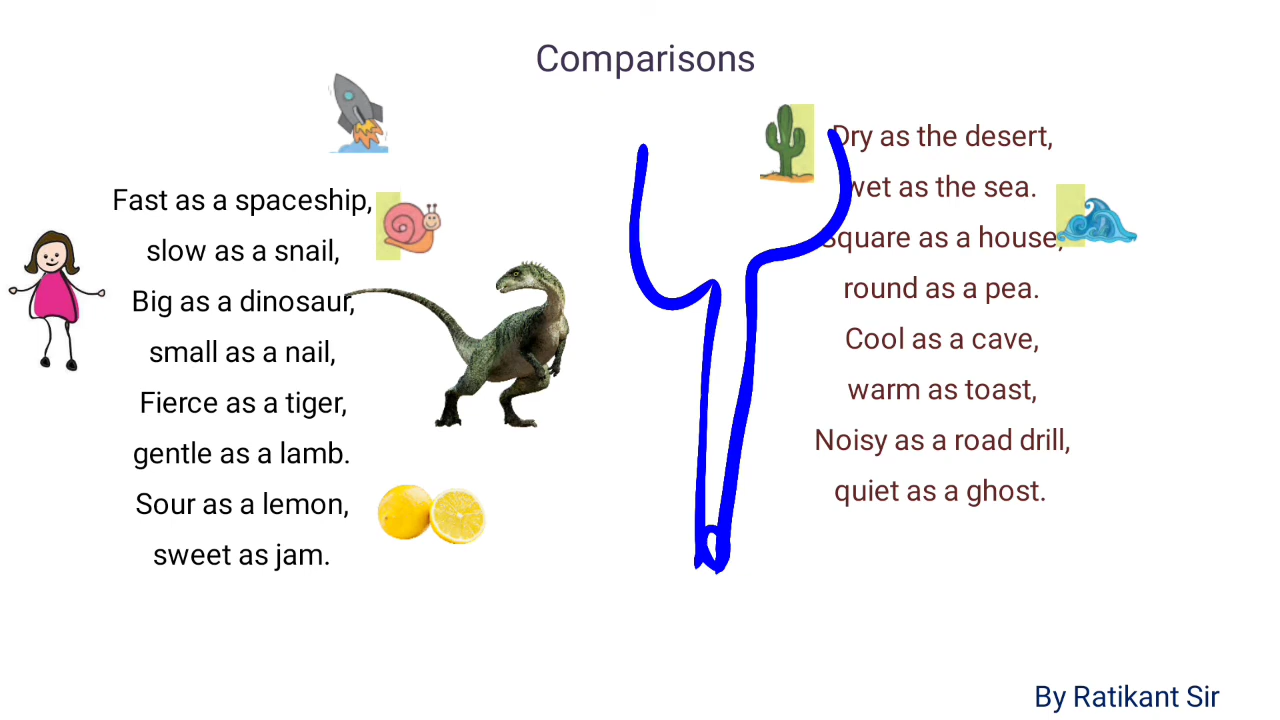 Comparisons
Fast as a spaceship,
slow as a snail,
Big as a dinosaur,
small as a nail,
Fierce as a tiger,
gentle as a lamb.
Sour as a lemon,
sweet as jam.
Dry as the desert,
wet as the sea.
square as a house,
round as a pea.
Cool as a cave,
warm as toast,
Noisy as a road drill,
quiet as a ghost.
By Ratikant Sir